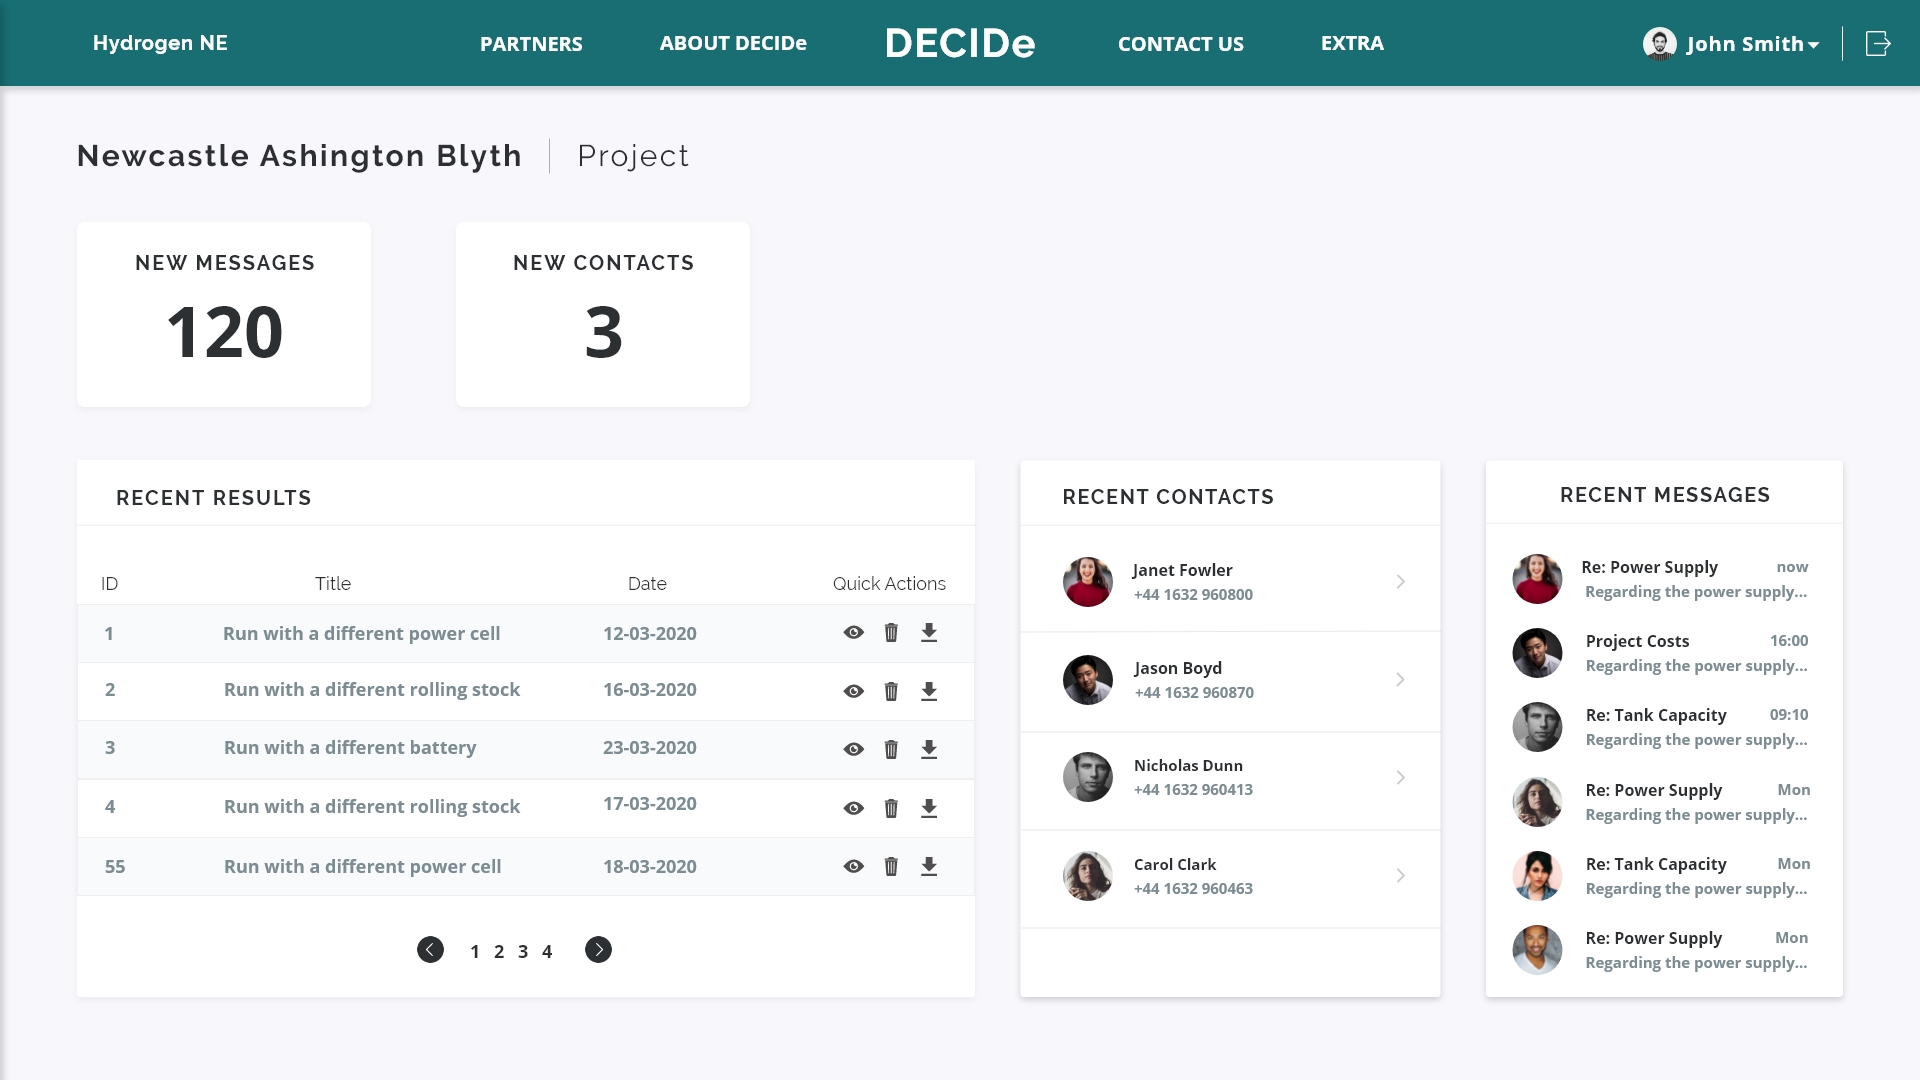 Hydrogen NE
PARTNERS
ABOUT DECIDe
DECIDe
CONTACT US
EXTRA
John Smith
Newcastle Ashington Blyth
Project
NEW MESSAGES
120
NEW CONTACTS
3
RECENT RESULTS
ID Title Date Quick Actions
1 Run with a different power cell 12-03-2020
2 Run with a different rolling stock 16-03-2020
3 Run with a different battery 23-03-2020
4 Run with a different rolling stock 17-03-2020
55 Run with a different power cell 18-03-2020
1 2 3 4
RECENT CONTACTS
Janet Fowler
+44 1632 960800
Jason Boyd
+44 1632 960870
Nicholas Dunn
+44 1632 960413
Carol Clark
+44 1632 960463
RECENT MESSAGES
Re: Power Supply now
Regarding the power supply...
Project Costs 16:00
Regarding the power supply...
Re: Tank Capacity 09:10
Regarding the power supply...
Re: Power Supply Mon
Regarding the power supply...
Re: Tank Capacity Mon
Regarding the power supply...
Re: Power Supply Mon
Regarding the power supply...